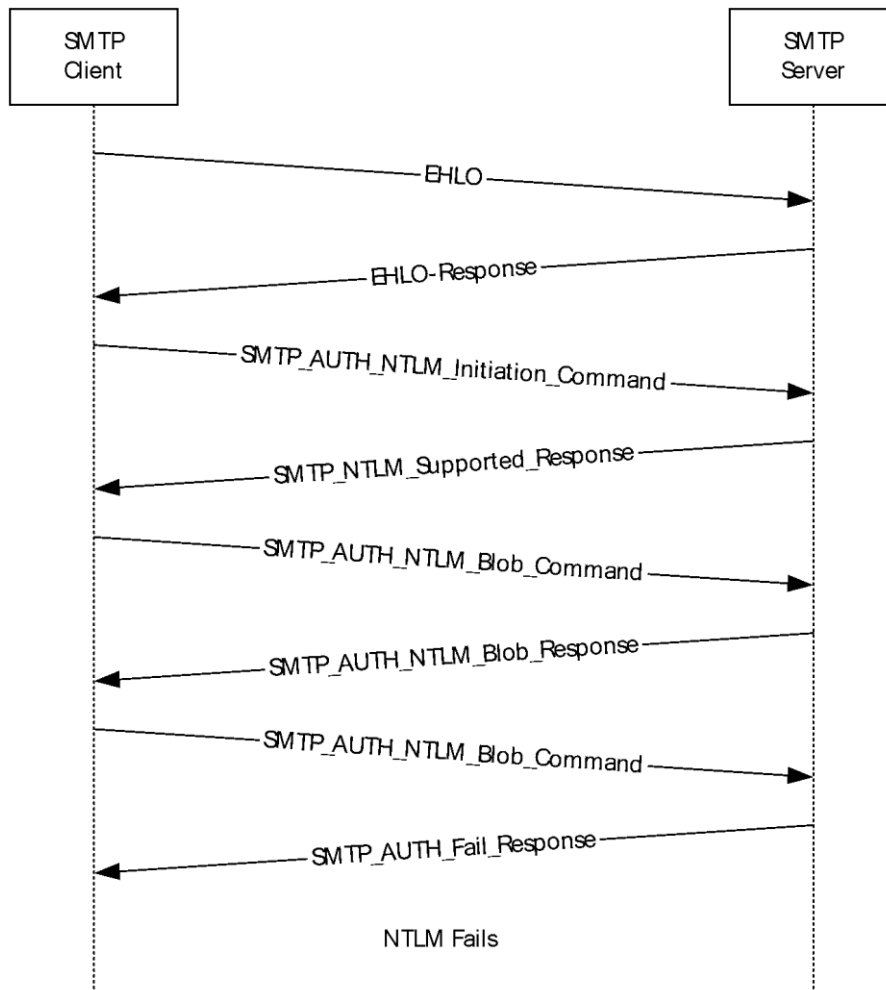 SMTP
Client
SMTP
Server
EHLO
EHLO-Response
SMTP_AUTH_NTLM_Initiation_Command
SMTP_NTLM_Supported_Response
SMTP_AUTH_NTLM_Blob_Command
SMTP_AUTH_NTLM_Blob_Response
SMTP_AUTH_NTLM_Blob_Command
SMTP_AUTH_Fail_Response
NTLM Fails